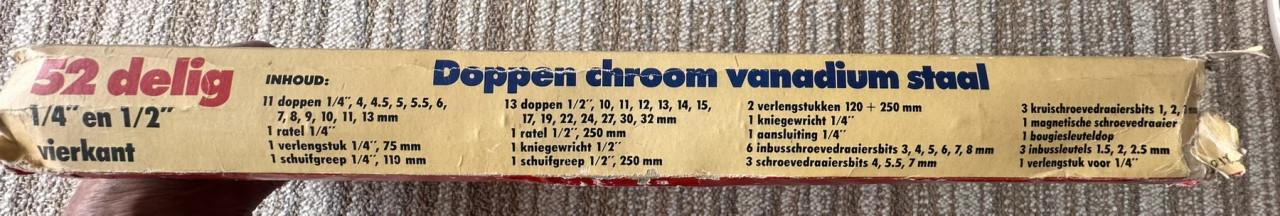 52 delig
1/4" en 1/2"
vierkant
INHOUD:
Doppen chroom vanadium staal
11 doppen 1/4", 4, 4.5, 5, 5.5, 6,
7, 8, 9, 10, 11, 13 mm
1 ratel 1/4"
1 verlengstuk 1/4", 75 mm
1 schuifgreep 1/4", 110 mm
13 doppen 1/2", 10, 11, 12, 13, 14, 15,
17, 19, 22, 24, 27, 30, 32 mm
1 ratel 1/2", 250 mm
1 kniegewricht 1/2"
1 schuifgreep 1/2", 250 mm
2 verlengstukken 120 + 250 mm
1 kniegewricht 1/4"
1 aansluiting 1/4"
6 inbusschroevedraaiersbits 3, 4, 5, 6, 7, 8 mm
3 schroevedraaiersbits 4, 5.5, 7 mm
3 kruischroevedraaiersbits 1, 2,
1 magnetische schroevedraaier
1 bougiesleuteldop
3 inbussleutels 1.5, 2, 2.5 mm
1 verlengstuk voor 1/4"